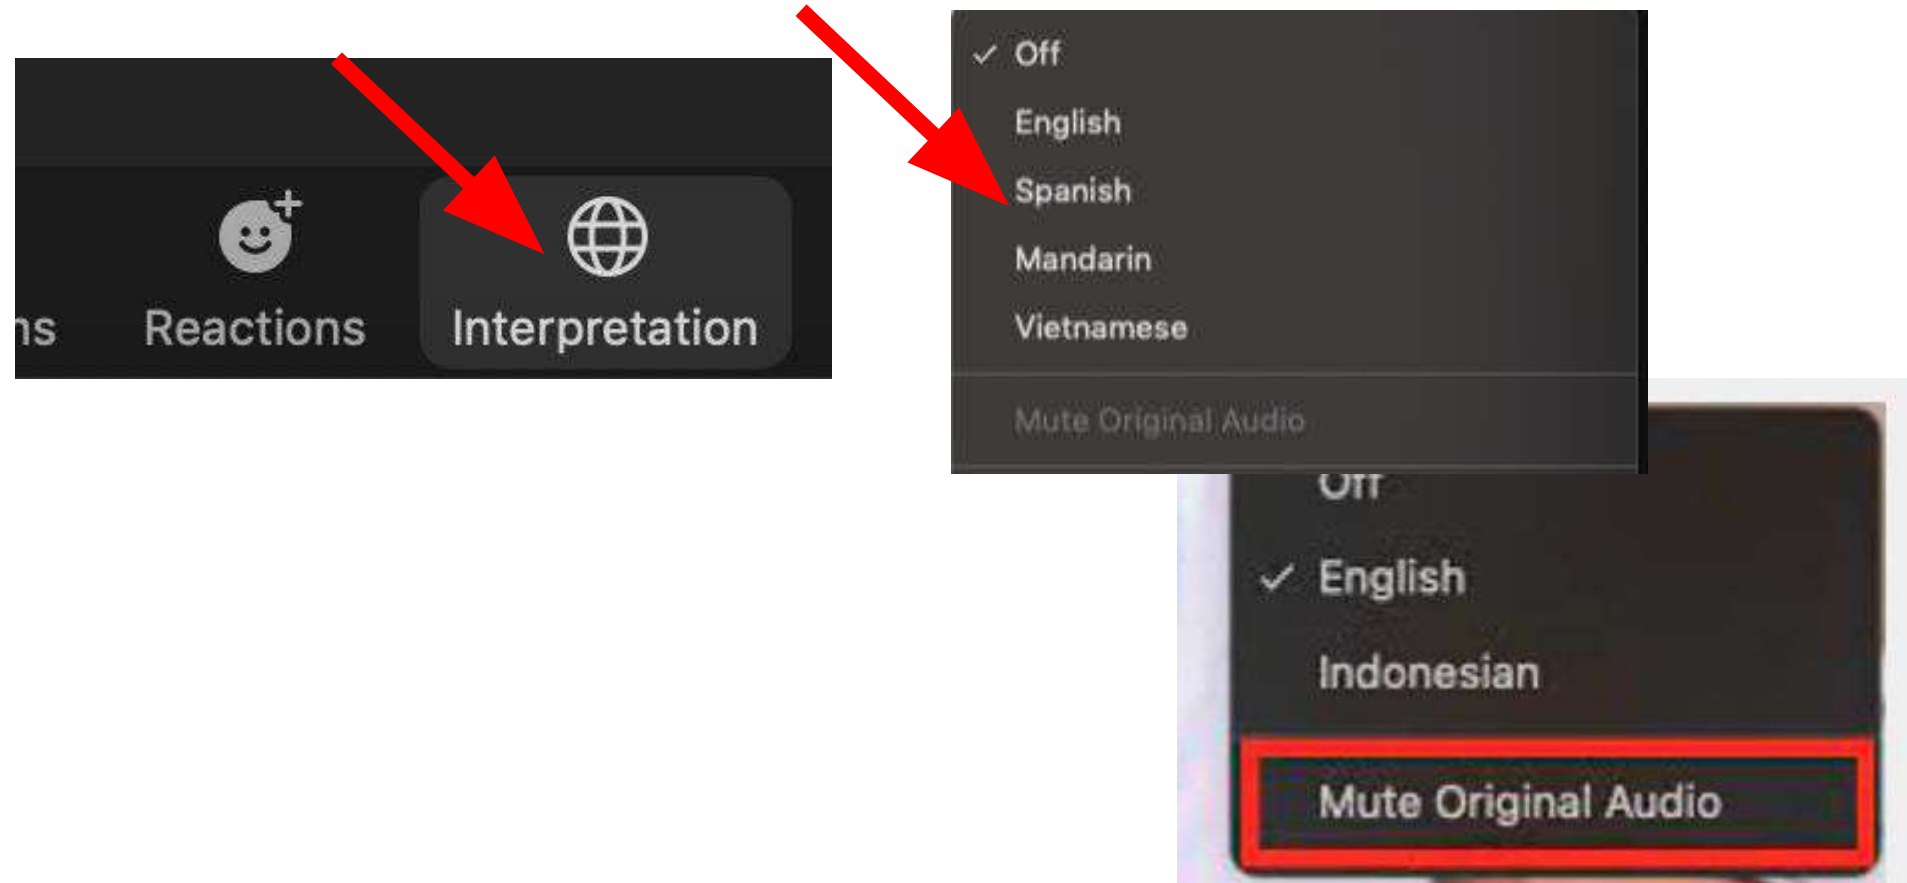 ns
Reactions
Interpretation
Off
English
Spanish
Mandarin
Vietnamese
Mute Original Audio
Off
English
Indonesian
Mute Original Audio